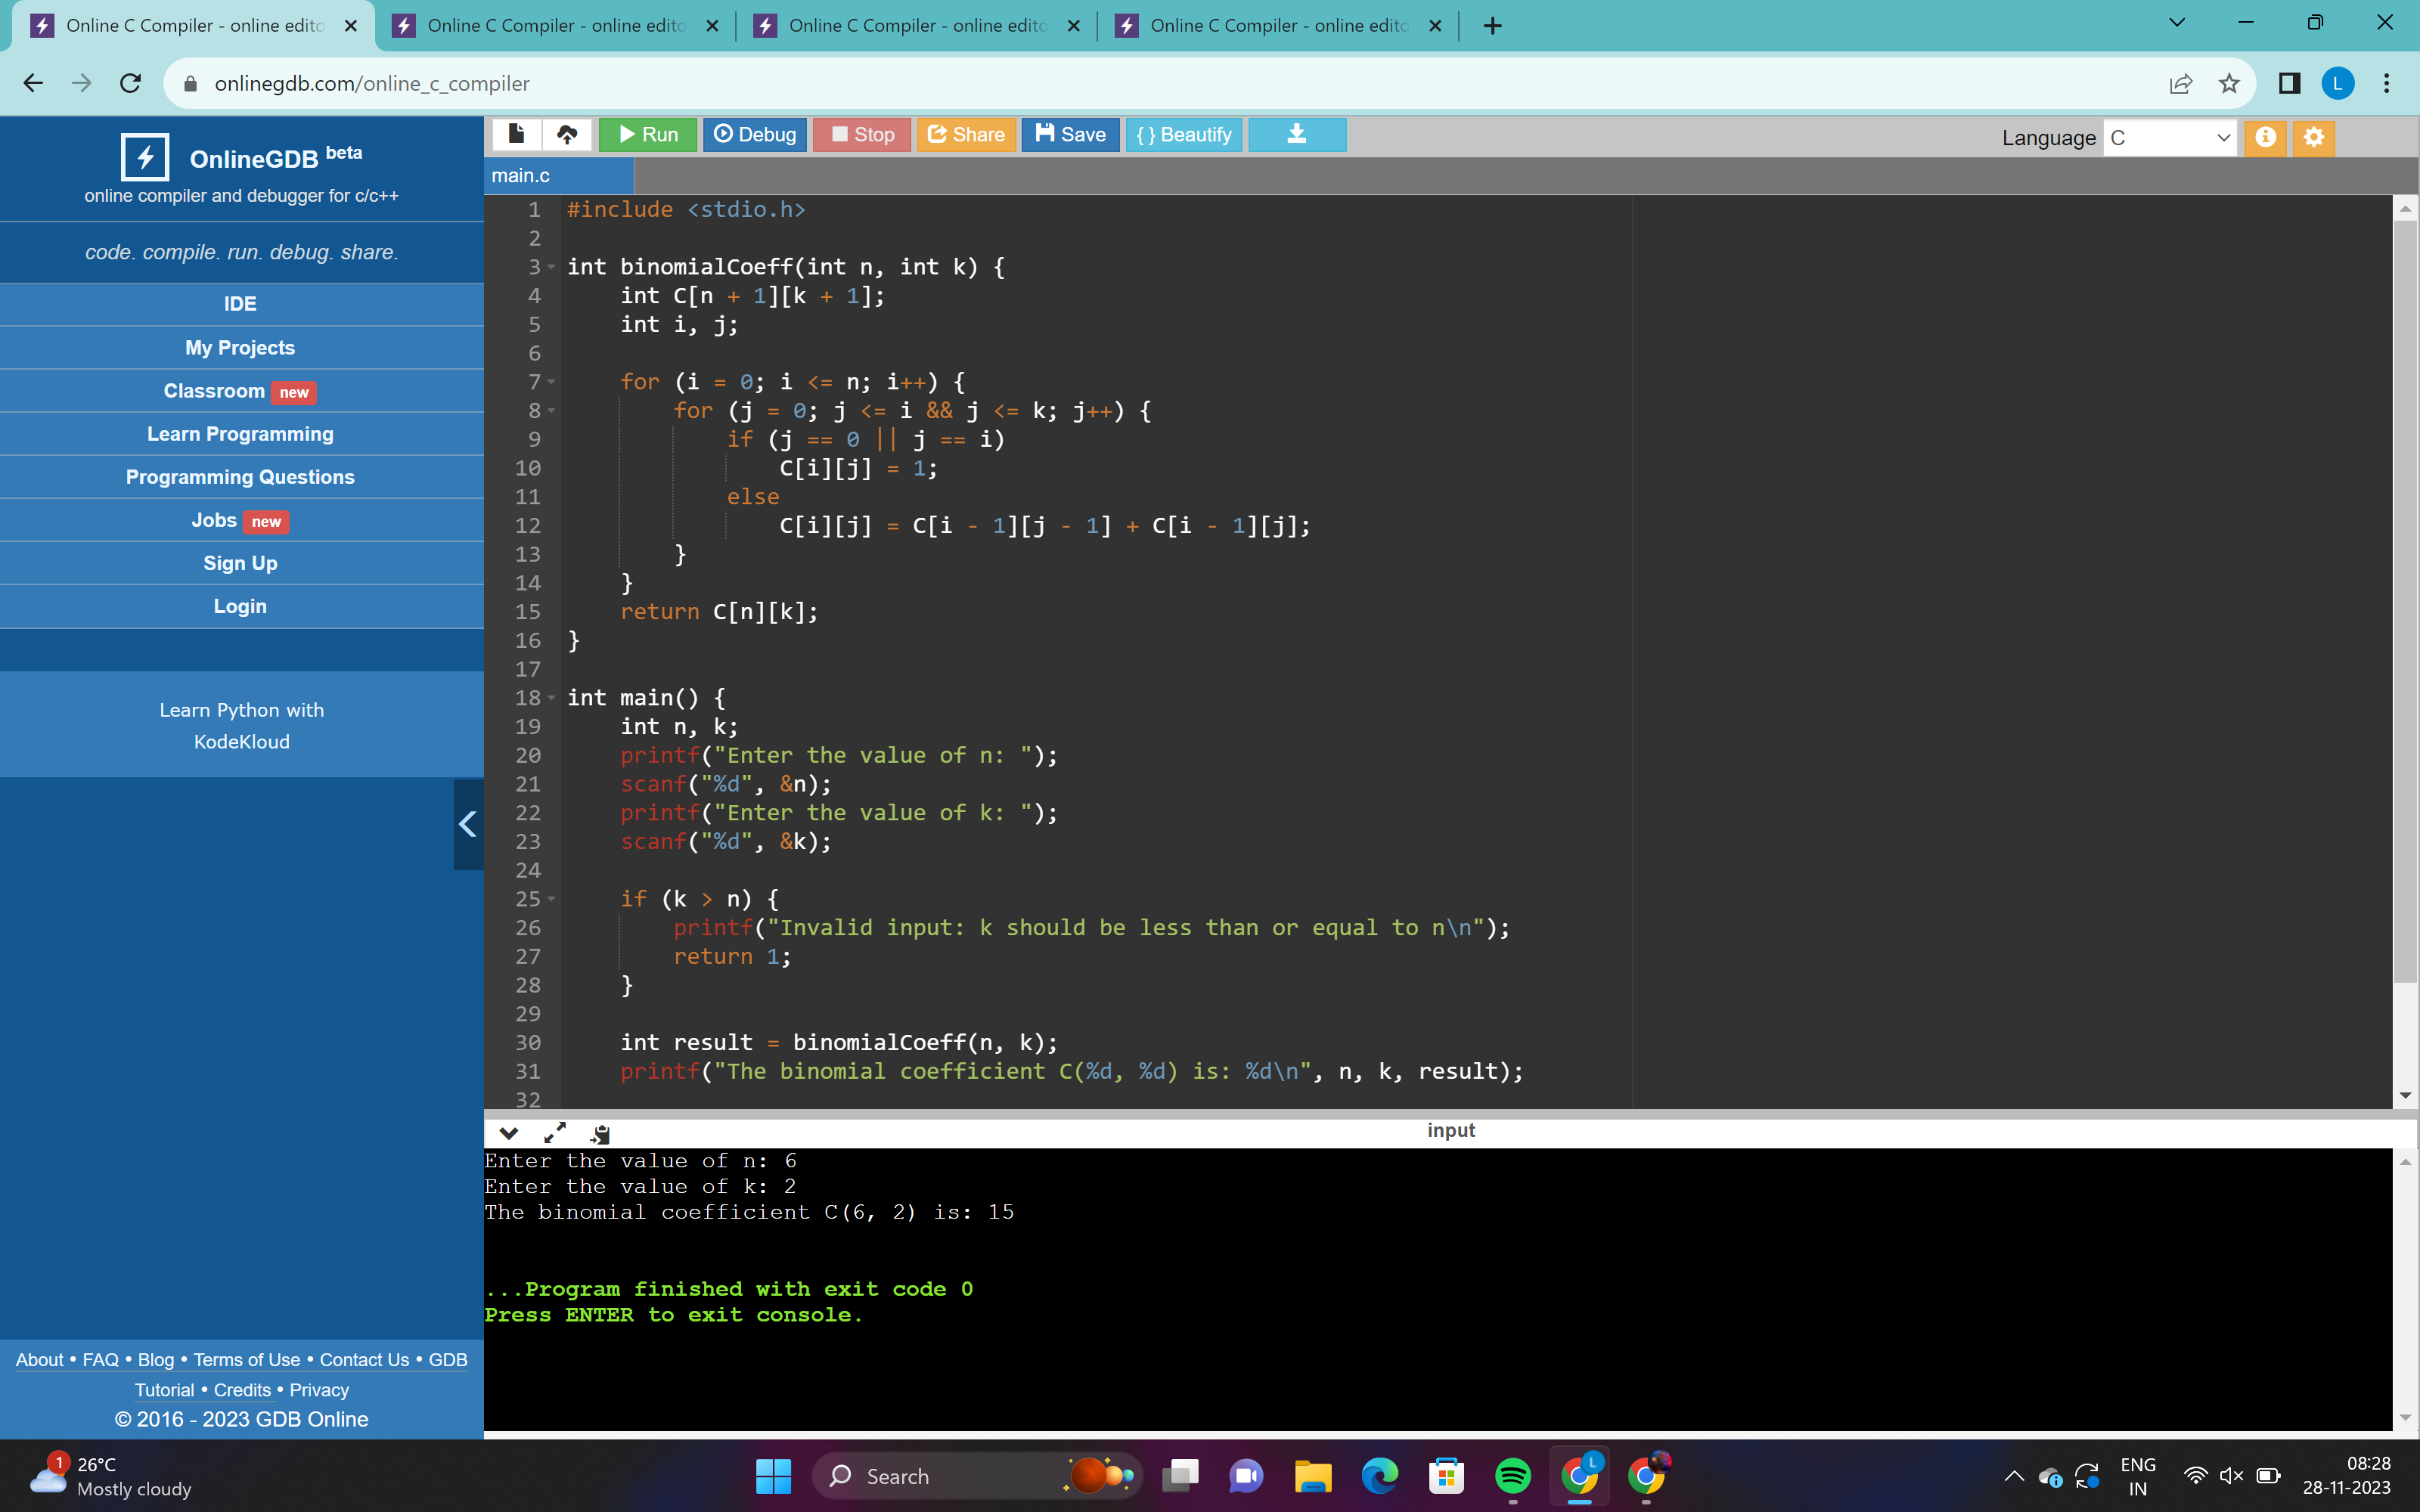 Online C Compiler - online edito
Online C Compiler - online edito
Online C Compiler - online edito
Online C Compiler - online edito
onlinegdb.com/online_c_compiler
L
OnlineGDB beta
online compiler and debugger for c/c++
code. compile. run. debug. share.
IDE
My Projects
Classroom new
Learn Programming
Programming Questions
Jobs new
Sign Up
Login
Learn Python with
KodeKloud
About • FAQ • Blog • Terms of Use • Contact Us • GDB
Tutorial • Credits • Privacy
© 2016 - 2023 GDB Online
Run Debug Stop Share Save { } Beautify
Language C
main.c
1 #include <stdio.h>
2
3 int binomialCoeff(int n, int k) {
4     int C[n + 1][k + 1];
5     int i, j;
6
7     for (i = 0; i <= n; i++) {
8         for (j = 0; j <= i && j <= k; j++) {
9             if (j == 0 || j == i)
10                 C[i][j] = 1;
11             else
12                 C[i][j] = C[i - 1][j - 1] + C[i - 1][j];
13         }
14     }
15     return C[n][k];
16 }
17
18 int main() {
19     int n, k;
20     printf("Enter the value of n: ");
21     scanf("%d", &n);
22     printf("Enter the value of k: ");
23     scanf("%d", &k);
24
25     if (k > n) {
26         printf("Invalid input: k should be less than or equal to n\n");
27         return 1;
28     }
29
30     int result = binomialCoeff(n, k);
31     printf("The binomial coefficient C(%d, %d) is: %d\n", n, k, result);
32
input
Enter the value of n: 6
Enter the value of k: 2
The binomial coefficient C(6, 2) is: 15
...Program finished with exit code 0
Press ENTER to exit console.
1
26°C
Mostly cloudy
Search
L
ENG
IN
08:28
28-11-2023